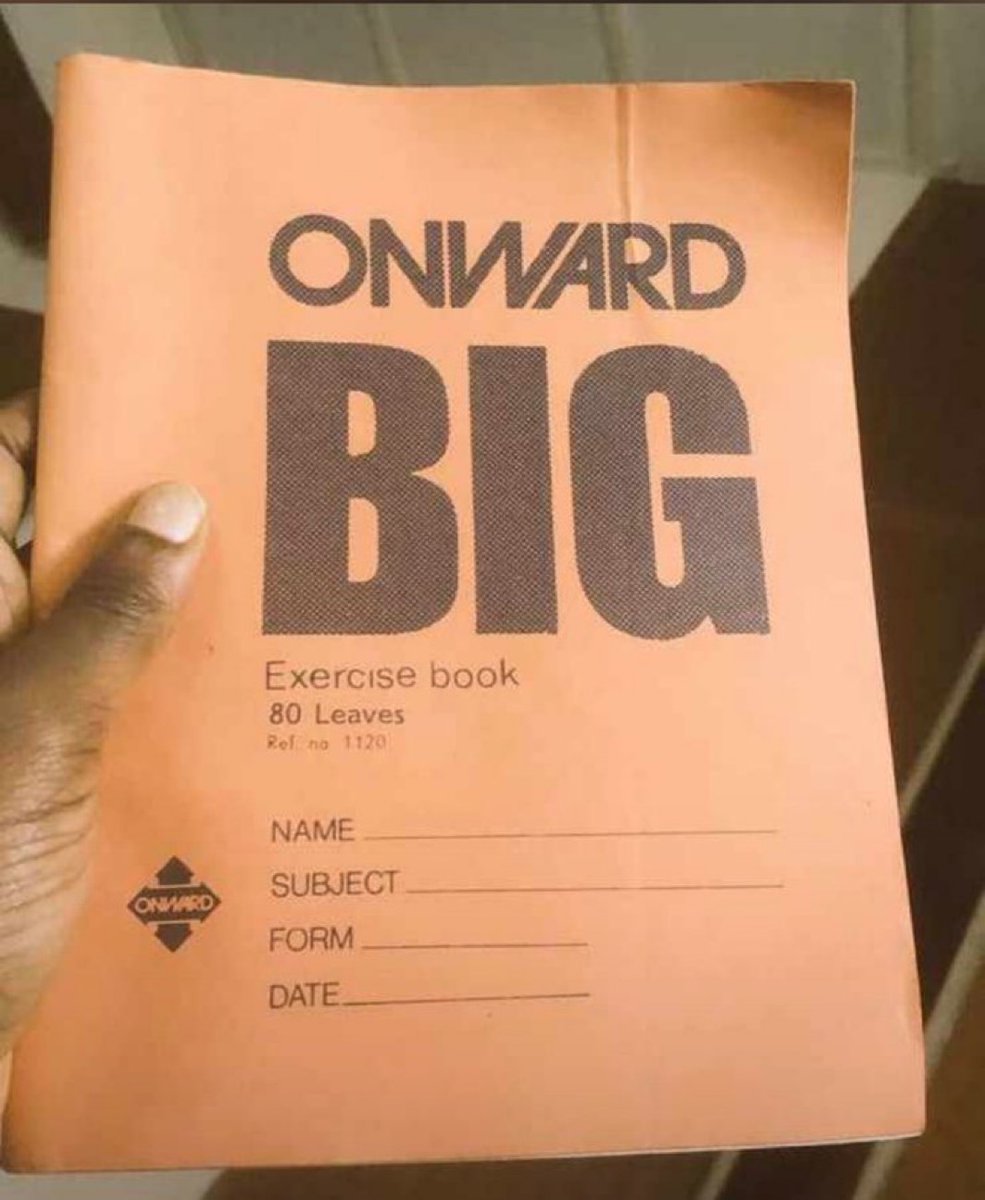 ONWARD
BIG
Exercise book
80 Leaves
Ref. no 1120
NAME
SUBJECT
FORM
DATE
ONWARD